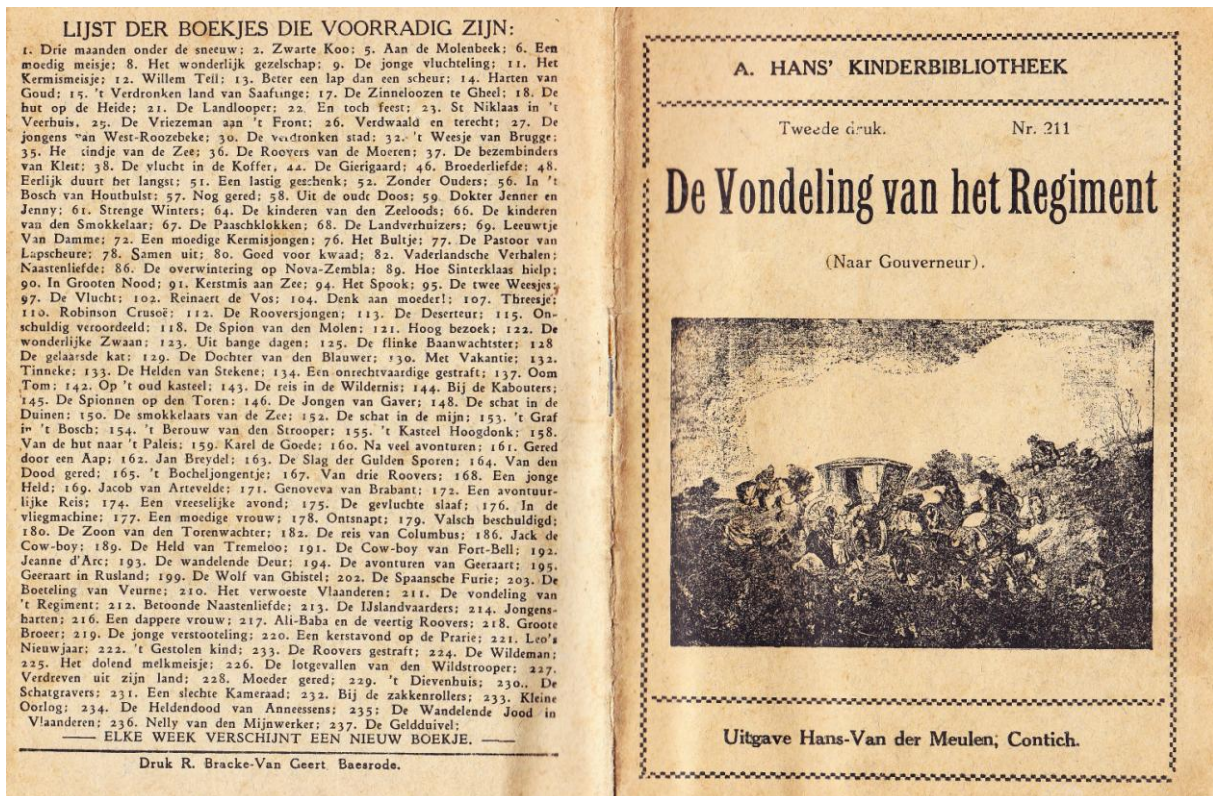 LIJST DER BOEKJES DIE VOORRADIG ZIJN:
1. Drie maanden onder de sneeuw; 2. Zwarte Koo; 5. Aan de Molenbeek; 6. Een
moedig meisje; 8. Het wonderlijk gezelschap; 9. De jonge vluchteling; 11. Het
Kermismeisje; 12. Willem Tell; 13. Beter een lap dan een scheur; 14. Harten van
Goud; 15. 't Verdronken land van Saaftinge; 17. De Zinneloozen te Gheel; 18. De
hut op de Heide; 21. De Landlooper; 22. En toch feest; 23. St Niklaas in 't
Veerhuis, 25. De Vriezeman aan 't Front; 26. Verdwaald en terecht; 27. De
jongens van West-Roozebeke; 30. De verdronken stad; 32. 't Weesje van Brugge;
35. He kindje van de Zee; 36. De Roovers van de Moeren; 37. De bezembinders
van Kleit; 38. De vlucht in de Koffer, 44. De Gierigaard; 46. Broederliefde; 48.
Eerlijk duurt het langst; 51. Een lastig geschenk; 52. Zonder Ouders; 56. In 't
Bosch van Houthulst; 57. Nog gered; 58. Uit de oude Doos; 59. Dokter Jenner en
Jenny; 61. Strenge Winters; 64. De kinderen van den Zeeloods; 66. De kinderen
van den Smokkelaar; 67. De Paaschklokken; 68. De Landverhuizers; 69. Leeuwtje
Van Damme; 72. Een moedige Kermisjongen; 76. Het Bultje; 77. De Pastoor van
Lapscheure; 78. Samen uit; 80. Goed voor kwaad; 82. Vaderlandsche Verhalen;
Naastenliefde; 86. De overwintering op Nova-Zembla; 89. Hoe Sinterklaas hielp;
90. In Grooten Nood; 91. Kerstmis aan Zee; 94. Het Spook; 95. De twee Weesjes;
97. De Vlucht; 102. Reinaert de Vos; 104. Denk aan moeder!; 107. Threesje;
110. Robinson Crusoë; 112. De Rooversjongen; 113. De Deserteur; 115. On-
schuldig veroordeeld; 118. De Spion van den Molen; 121. Hoog bezoek; 122. De
wonderlijke Zwaan; 123. Uit bange dagen; 125. De flinke Baanwachtster; 128
De gelaarsde kat; 129. De Dochter van den Blauwer; 130. Met Vakantie; 132.
Tinneke; 133. De Helden van Stekene; 134. Een onrechtvaardige gestraft; 137. Oom
Tom; 142. Op 't oud kasteel; 143. De reis in de Wildernis; 144. Bij de Kabouters;
145. De Spionnen op den Toren; 146. De Jongen van Gaver; 148. De schat in de
Duinen; 150. De smokkelaars van de Zee; 152. De schat in de mijn; 153. 't Graf
in 't Bosch; 154. 't Berouw van den Strooper; 155. 't Kasteel Hoogdonk; 158.
Van de hut naar 't Paleis; 159. Karel de Goede; 160. Na veel avonturen; 161. Gered
door een Aap; 162. Jan Breydel; 163. De Slag der Gulden Sporen; 164. Van den
Dood gered; 165. 't Bocheljongentje; 167. Van drie Roovers; 168. Een jonge
Held; 169. Jacob van Artevelde; 171. Genoveva van Brabant; 172. Een avontuur-
lijke Reis; 174. Een vreeselijke avond; 175. De gevluchte slaaf; 176. In de
vliegmachine; 177. Een moedige vrouw; 178. Ontsnapt; 179. Valsch beschuldigd;
180. De Zoon van den Torenwachter; 182. De reis van Columbus; 186. Jack de
Cow-boy; 189. De Held van Tremeloo; 191. De Cow-boy van Fort-Bell; 192.
Jeanne d'Arc; 193. De wandelende Deur; 194. De avonturen van Geeraart; 195.
Geeraart in Rusland; 199. De Wolf van Ghistel; 202. De Spaansche Furie; 203. De
Boeteling van Veurne; 210. Het verwoeste Vlaanderen; 211. De vondeling van
't Regiment; 212. Betoonde Naastenliefde; 213. De IJslandvaarders; 214. Jongens-
harten; 216. Een dappere vrouw; 217. Ali-Baba en de veertig Roovers; 218. Groote
Broer; 219. De jonge verstooteling; 220. Een kerstavond op de Prarie; 221. Leo's
Nieuwjaar; 222. 't Gestolen kind; 233. De Roovers gestraft; 224. De Wildeman;
225. Het dolend melkmeisje; 226. De lotgevallen van den Wildstrooper; 227.
Verdreven uit zijn land; 228. Moeder gered; 229. 't Dievenhuis; 230., De
Schatgravers; 231. Een slechte Kameraad; 232. Bij de zakkenrollers; 233. Kleine
Oorlog; 234. De Heldendood van Anneessens; 235; De Wandelende Jood in
Vlaanderen; 236. Nelly van den Mijnwerker; 237. De Geldduivel;
—— ELKE WEEK VERSCHIJNT EEN NIEUW BOEKJE. ——
Druk R. Bracke-Van Geert Baesrode.
A. HANS' KINDERBIBLIOTHEEK
Tweede druk. Nr. 211
De Vondeling van het Regiment
(Naar Gouverneur).
Uitgave Hans-Van der Meulen, Contich.